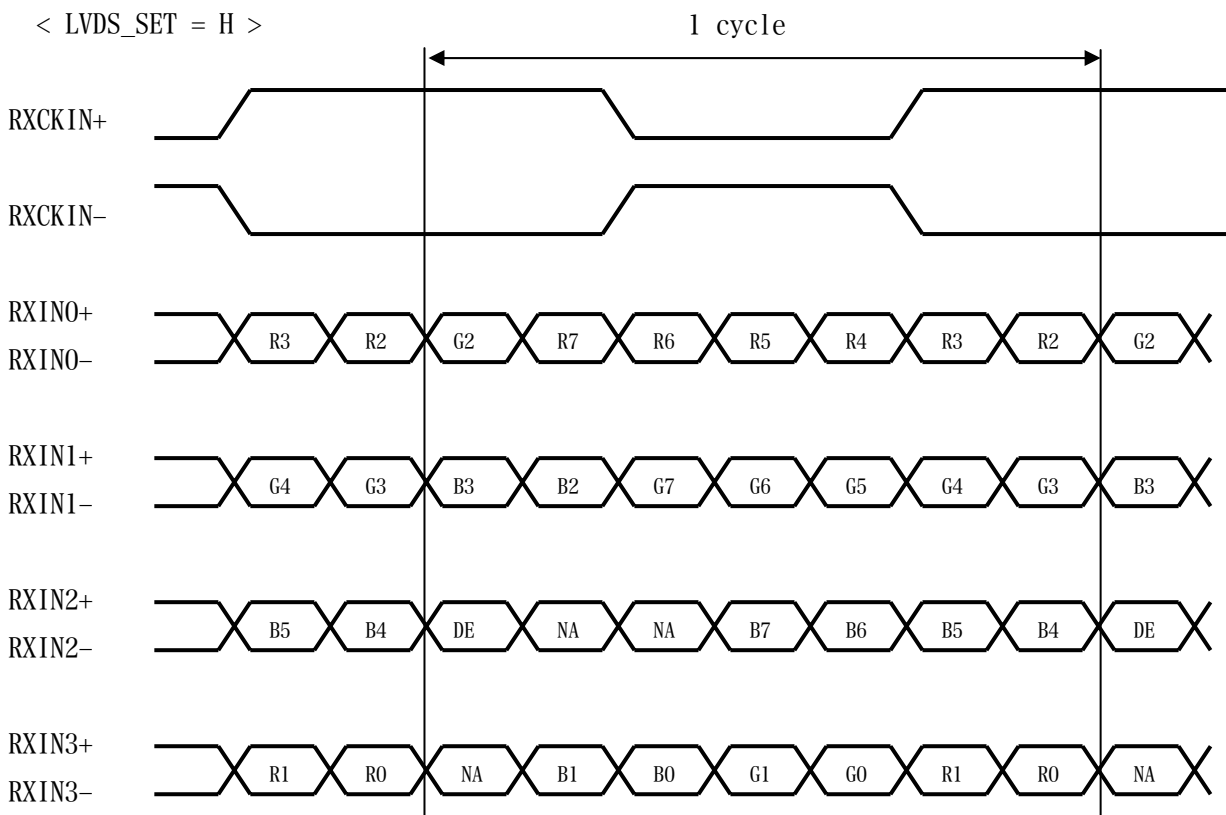 < LVDS_SET = H >
1 cycle
RXCKIN+
RXCKIN−
RXIN0+
RXIN0−
R3 R2 G2 R7 R6 R5 R4 R3 R2 G2
RXIN1+
RXIN1−
G4 G3 B3 B2 G7 G6 G5 G4 G3 B3
RXIN2+
RXIN2−
B5 B4 DE NA NA B7 B6 B5 B4 DE
RXIN3+
RXIN3−
R1 R0 NA B1 B0 G1 G0 R1 R0 NA